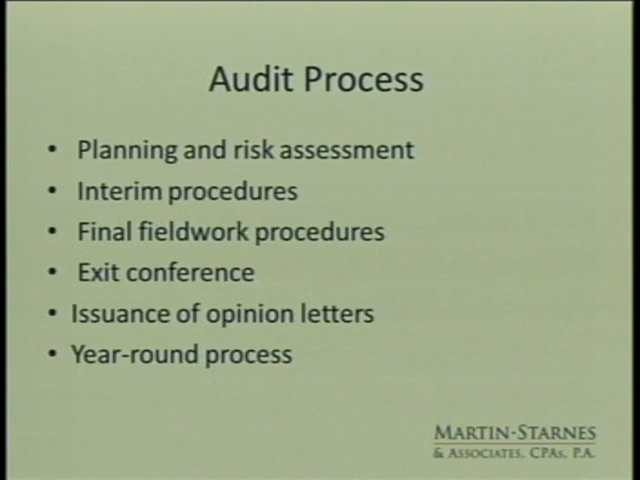 Audit Process
• Planning and risk assessment
• Interim procedures
• Final fieldwork procedures
• Exit conference
• Issuance of opinion letters
• Year-round process
MARTIN-STARNES
& ASSOCIATES, CPAS, P.A.